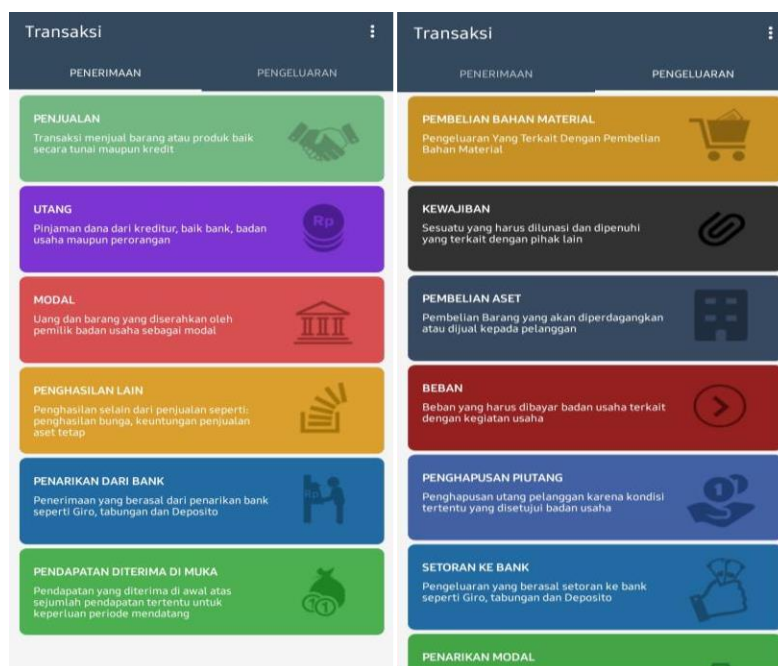 Transaksi
PENERIMAAN PENGELUARAN
PENJUALAN
Transaksi menjual barang atau produk baik
secara tunai maupun kredit
UTANG
Pinjaman dana dari kreditur, baik bank, badan
usaha maupun perorangan
Rp
MODAL
Uang dan barang yang diserahkan oleh
pemilik badan usaha sebagai modal
PENGHASILAN LAIN
Penghasilan selain dari penjualan seperti:
penghasilan bunga, keuntungan penjualan
aset tetap
PENARIKAN DARI BANK
Penerimaan yang berasal dari penarikan bank
seperti Giro, tabungan dan Deposito
Rp
PENDAPATAN DITERIMA DI MUKA
Pendapatan yang diterima di awal atas
sejumlah pendapatan tertentu untuk
keperluan periode mendatang
1
Transaksi
PENERIMAAN PENGELUARAN
PEMBELIAN BAHAN MATERIAL
Pengeluaran Yang Terkait Dengan Pembelian
Bahan Material
KEWAJIBAN
Sesuatu yang harus dilunasi dan dipenuhi
yang terkait dengan pihak lain
PEMBELIAN ASET
Pembelian Barang yang akan diperdagangkan
atau dijual kepada pelanggan
BEBAN
Beban yang harus dibayar badan usaha terkait
dengan kegiatan usaha
PENGHAPUSAN PIUTANG
Penghapusan utang pelanggan karena kondisi
tertentu yang disetujui badan usaha
1
SETORAN KE BANK
Pengeluaran yang berasal setoran ke bank
seperti Giro, tabungan dan Deposito
PENARIKAN MODAL